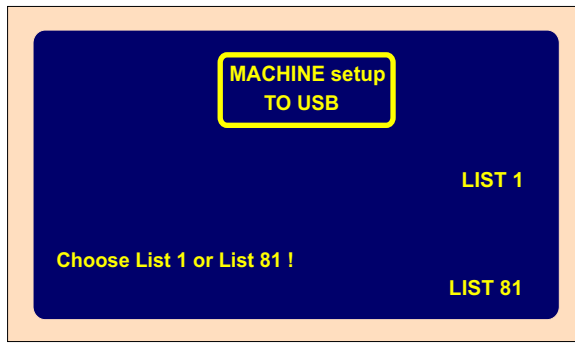 MACHINE setup
TO USB
LIST 1
Choose List 1 or List 81 !
LIST 81